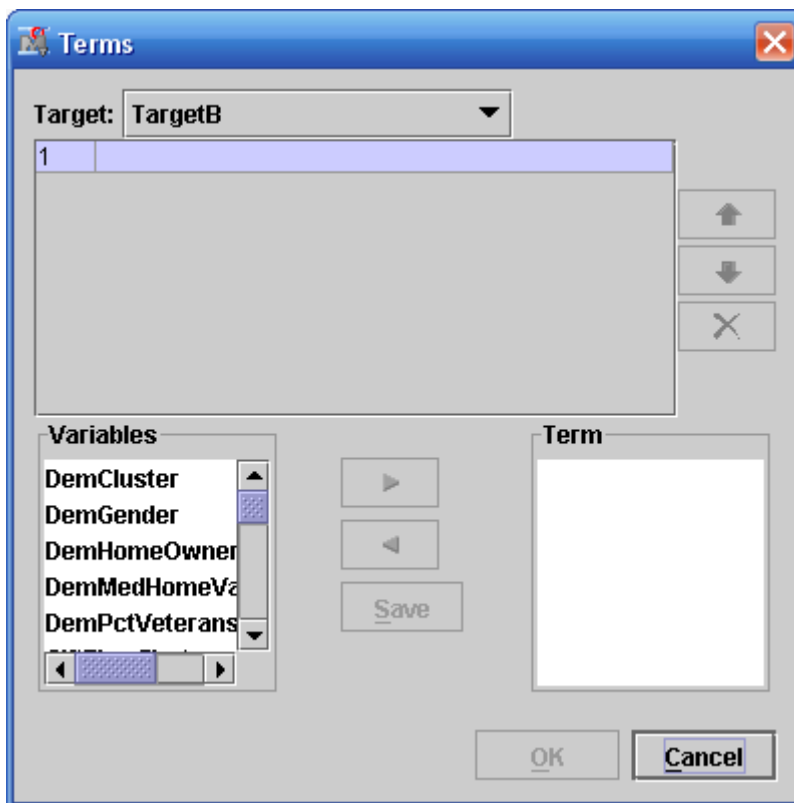 Terms
Target: TargetB
1
Variables
Term
DemCluster
DemGender
DemHomeOwner
DemMedHomeVa
DemPctVeterans
Save
OK
Cancel